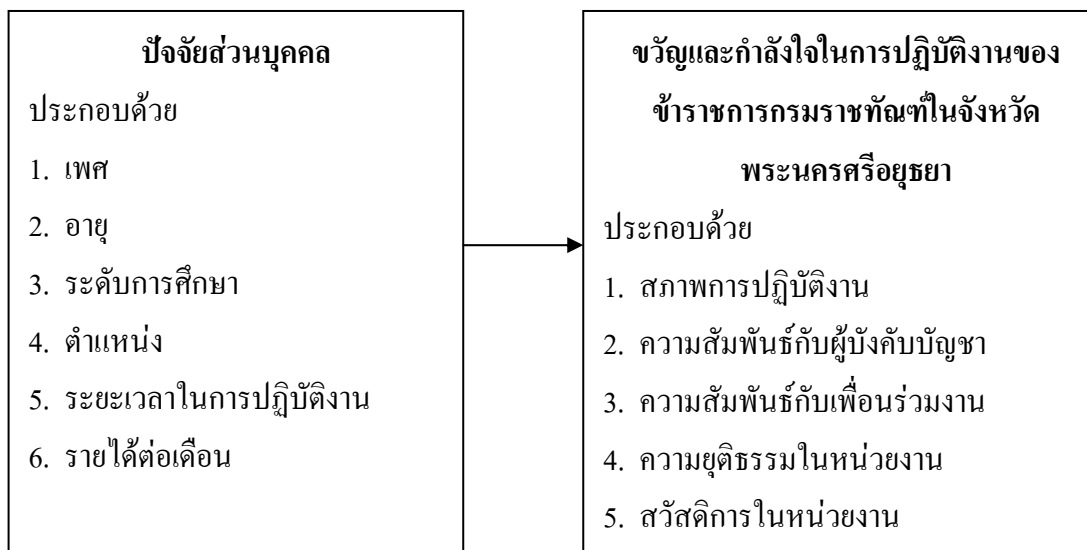 ปัจจัยส่วนบุคคล
ประกอบด้วย
1. เพศ
2. อายุ
3. ระดับการศึกษา
4. ตำแหน่ง
5. ระยะเวลาในการปฏิบัติงาน
6. รายได้ต่อเดือน
ขวัญและกำลังใจในการปฏิบัติงานของ
ข้าราชการกรมราชทัณฑ์ในจังหวัด
พระนครศรีอยุธยา
ประกอบด้วย
1. สภาพการปฏิบัติงาน
2. ความสัมพันธ์กับผู้บังคับบัญชา
3. ความสัมพันธ์กับเพื่อนร่วมงาน
4. ความยุติธรรมในหน่วยงาน
5. สวัสดิการในหน่วยงาน